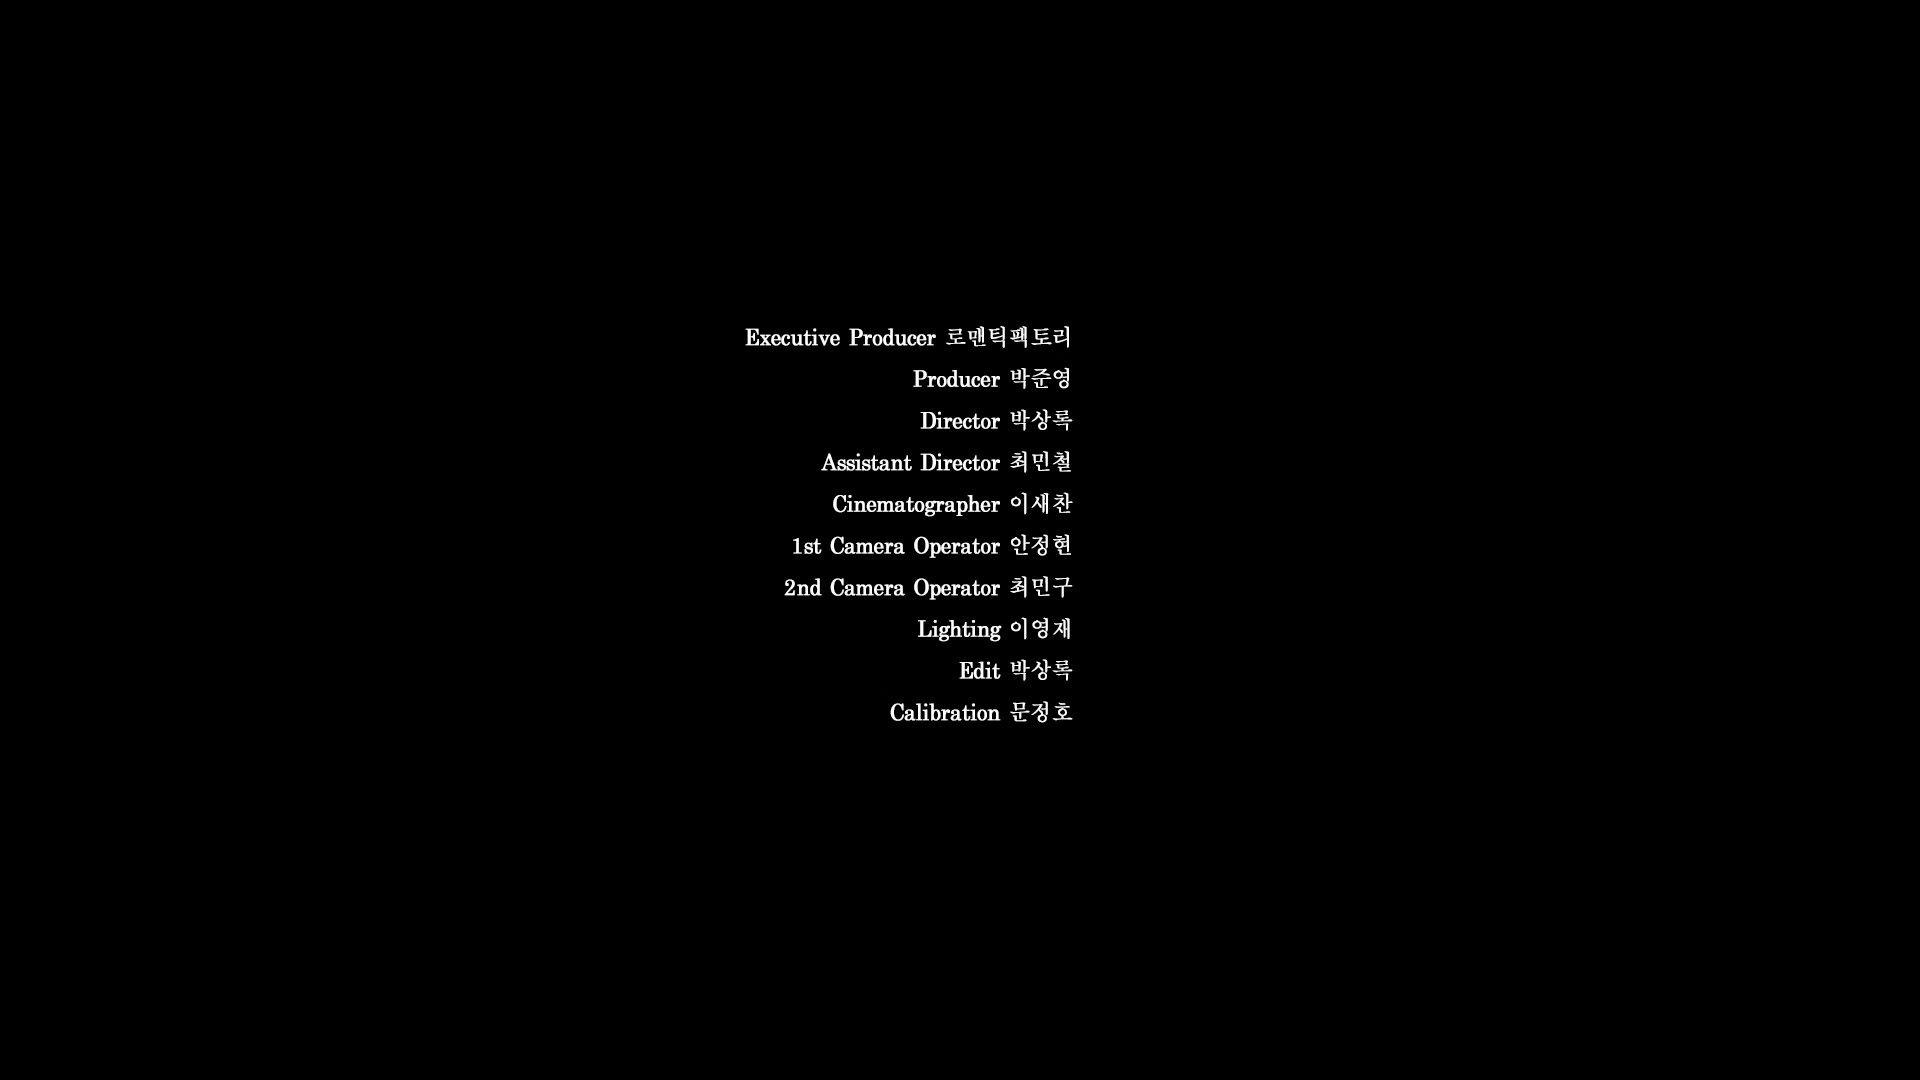 Executive Producer 로맨틱팩토리
Producer 박준영
Director 박상록
Assistant Director 최민철
Cinematographer 이새찬
1st Camera Operator 안정현
2nd Camera Operator 최민구
Lighting 이영재
Edit 박상록
Calibration 문정호